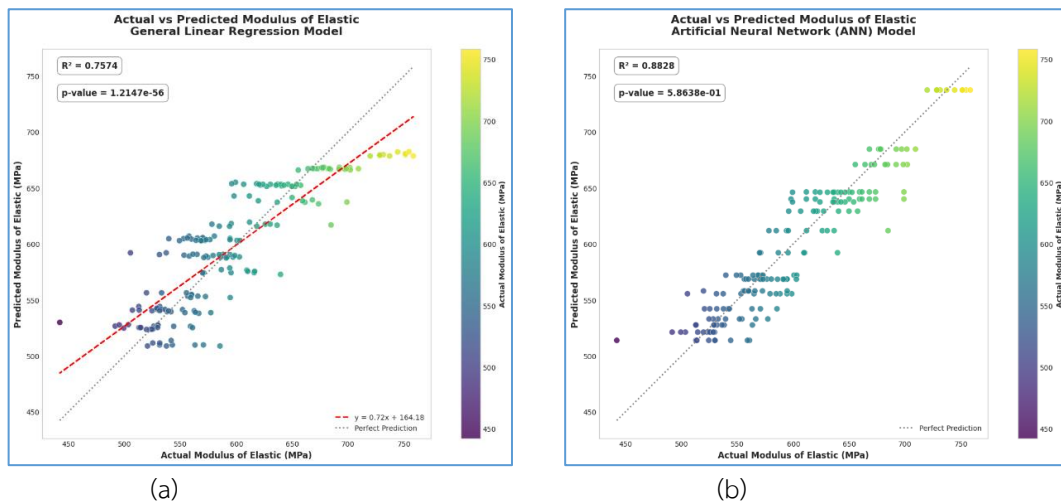 Actual vs Predicted Modulus of Elastic
General Linear Regression Model
R² = 0.7574
p-value = 1.2147e-56
Predicted Modulus of Elastic (MPa)
750
700
650
600
550
500
450
450
500
550
600
650
700
750
Actual Modulus of Elastic (MPa)
y = 0.72x + 164.18
Perfect Prediction
750
700
650
600
550
500
450
Actual Modulus of Elastic (MPa)
(a)
Actual vs Predicted Modulus of Elastic
Artificial Neural Network (ANN) Model
R² = 0.8828
p-value = 5.8638e-01
Predicted Modulus of Elastic (MPa)
750
700
650
600
550
500
450
450
500
550
600
650
700
750
Actual Modulus of Elastic (MPa)
Perfect Prediction
750
700
650
600
550
500
450
Actual Modulus of Elastic (MPa)
(b)